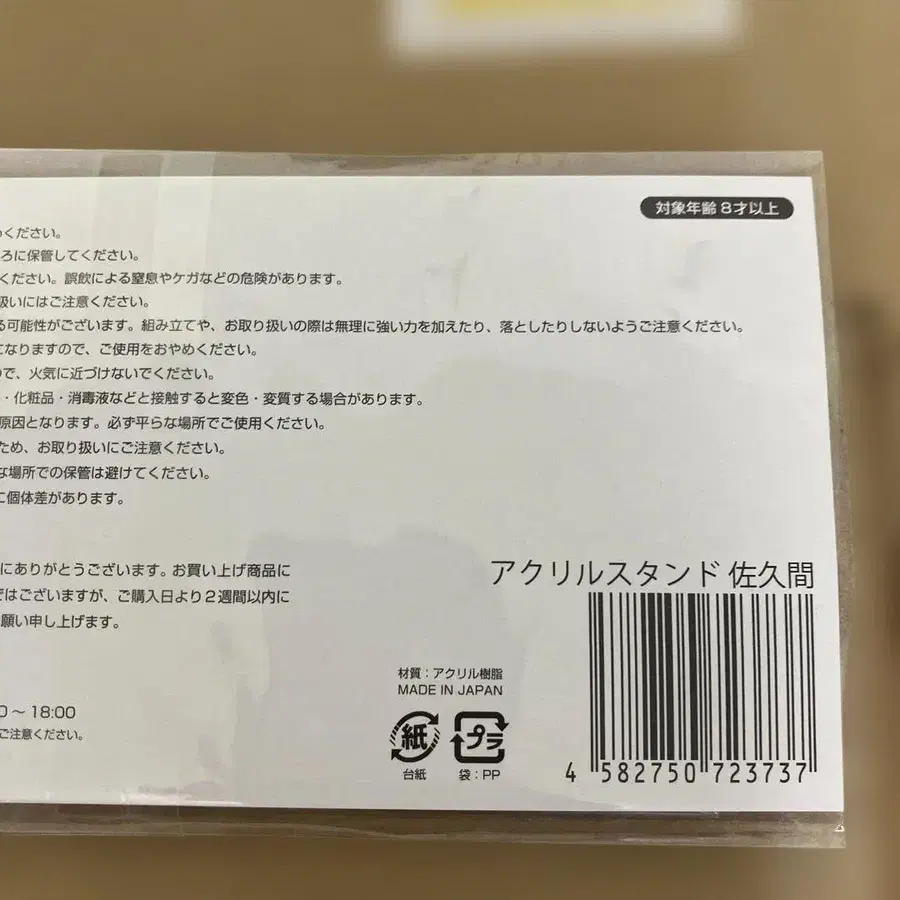 対象年齢 8才以上
ください。
ろに保管してください。
ください。誤飲による窒息やケガなどの危険があります。
扱いにはご注意ください。
る可能性がございます。組み立てや、お取り扱いの際は無理に強い力を加えたり、落としたりしないようご注意ください。
になりますので、ご使用をおやめください。
ので、火気に近づけないでください。
・化粧品・消毒液などと接触すると変色・変質する場合があります。
原因となります。必ず平らな場所でご使用ください。
ため、お取り扱いにご注意ください。
な場所での保管は避けてください。
に個体差があります。
にありがとうございます。お買い上げ商品に
ではございますが、ご購入日より2週間以内に
願い申し上げます。
0～18:00
ご注意ください。
アクリルスタンド 佐久間
材質：アクリル樹脂
MADE IN JAPAN
紙
プラ
台紙
袋：PP
4 582750 723737